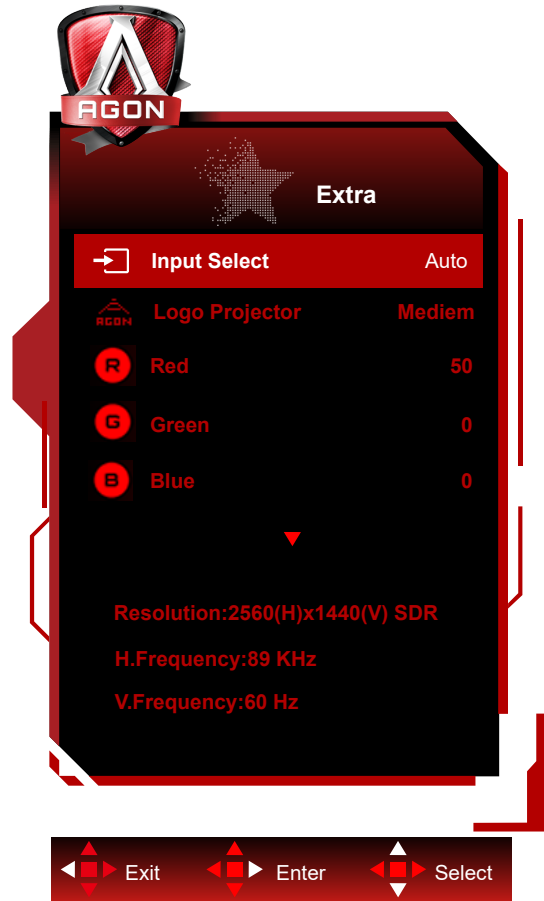 AGON
Extra
Input Select Auto
AGON Logo Projector Mediem
R Red 50
G Green 0
B Blue 0
Resolution:2560(H)x1440(V) SDR
H.Frequency:89 KHz
V.Frequency:60 Hz
Exit Enter Select